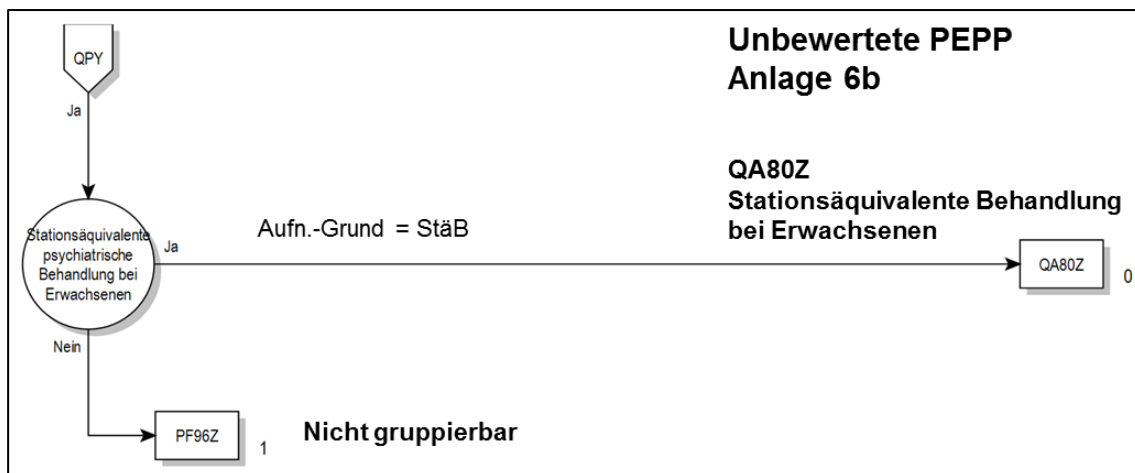 QPY
Unbewertete PEPP
Anlage 6b
Ja
QA80Z
Stationsäquivalente Behandlung
bei Erwachsenen
Stationsäquivalente
psychiatrische
Behandlung bei
Erwachsenen
Ja
Aufn.-Grund = StäB
QA80Z
0
Nein
PF96Z
1
Nicht gruppierbar